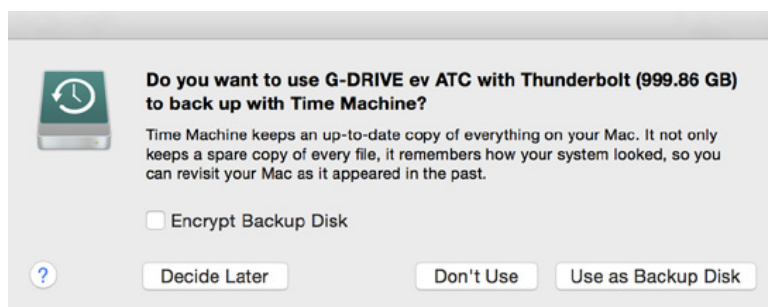 Do you want to use G-DRIVE ev ATC with Thunderbolt (999.86 GB)
to back up with Time Machine?
Time Machine keeps an up-to-date copy of everything on your Mac. It not only
keeps a spare copy of every file, it remembers how your system looked, so you
can revisit your Mac as it appeared in the past.
Encrypt Backup Disk
? Decide Later Don't Use Use as Backup Disk